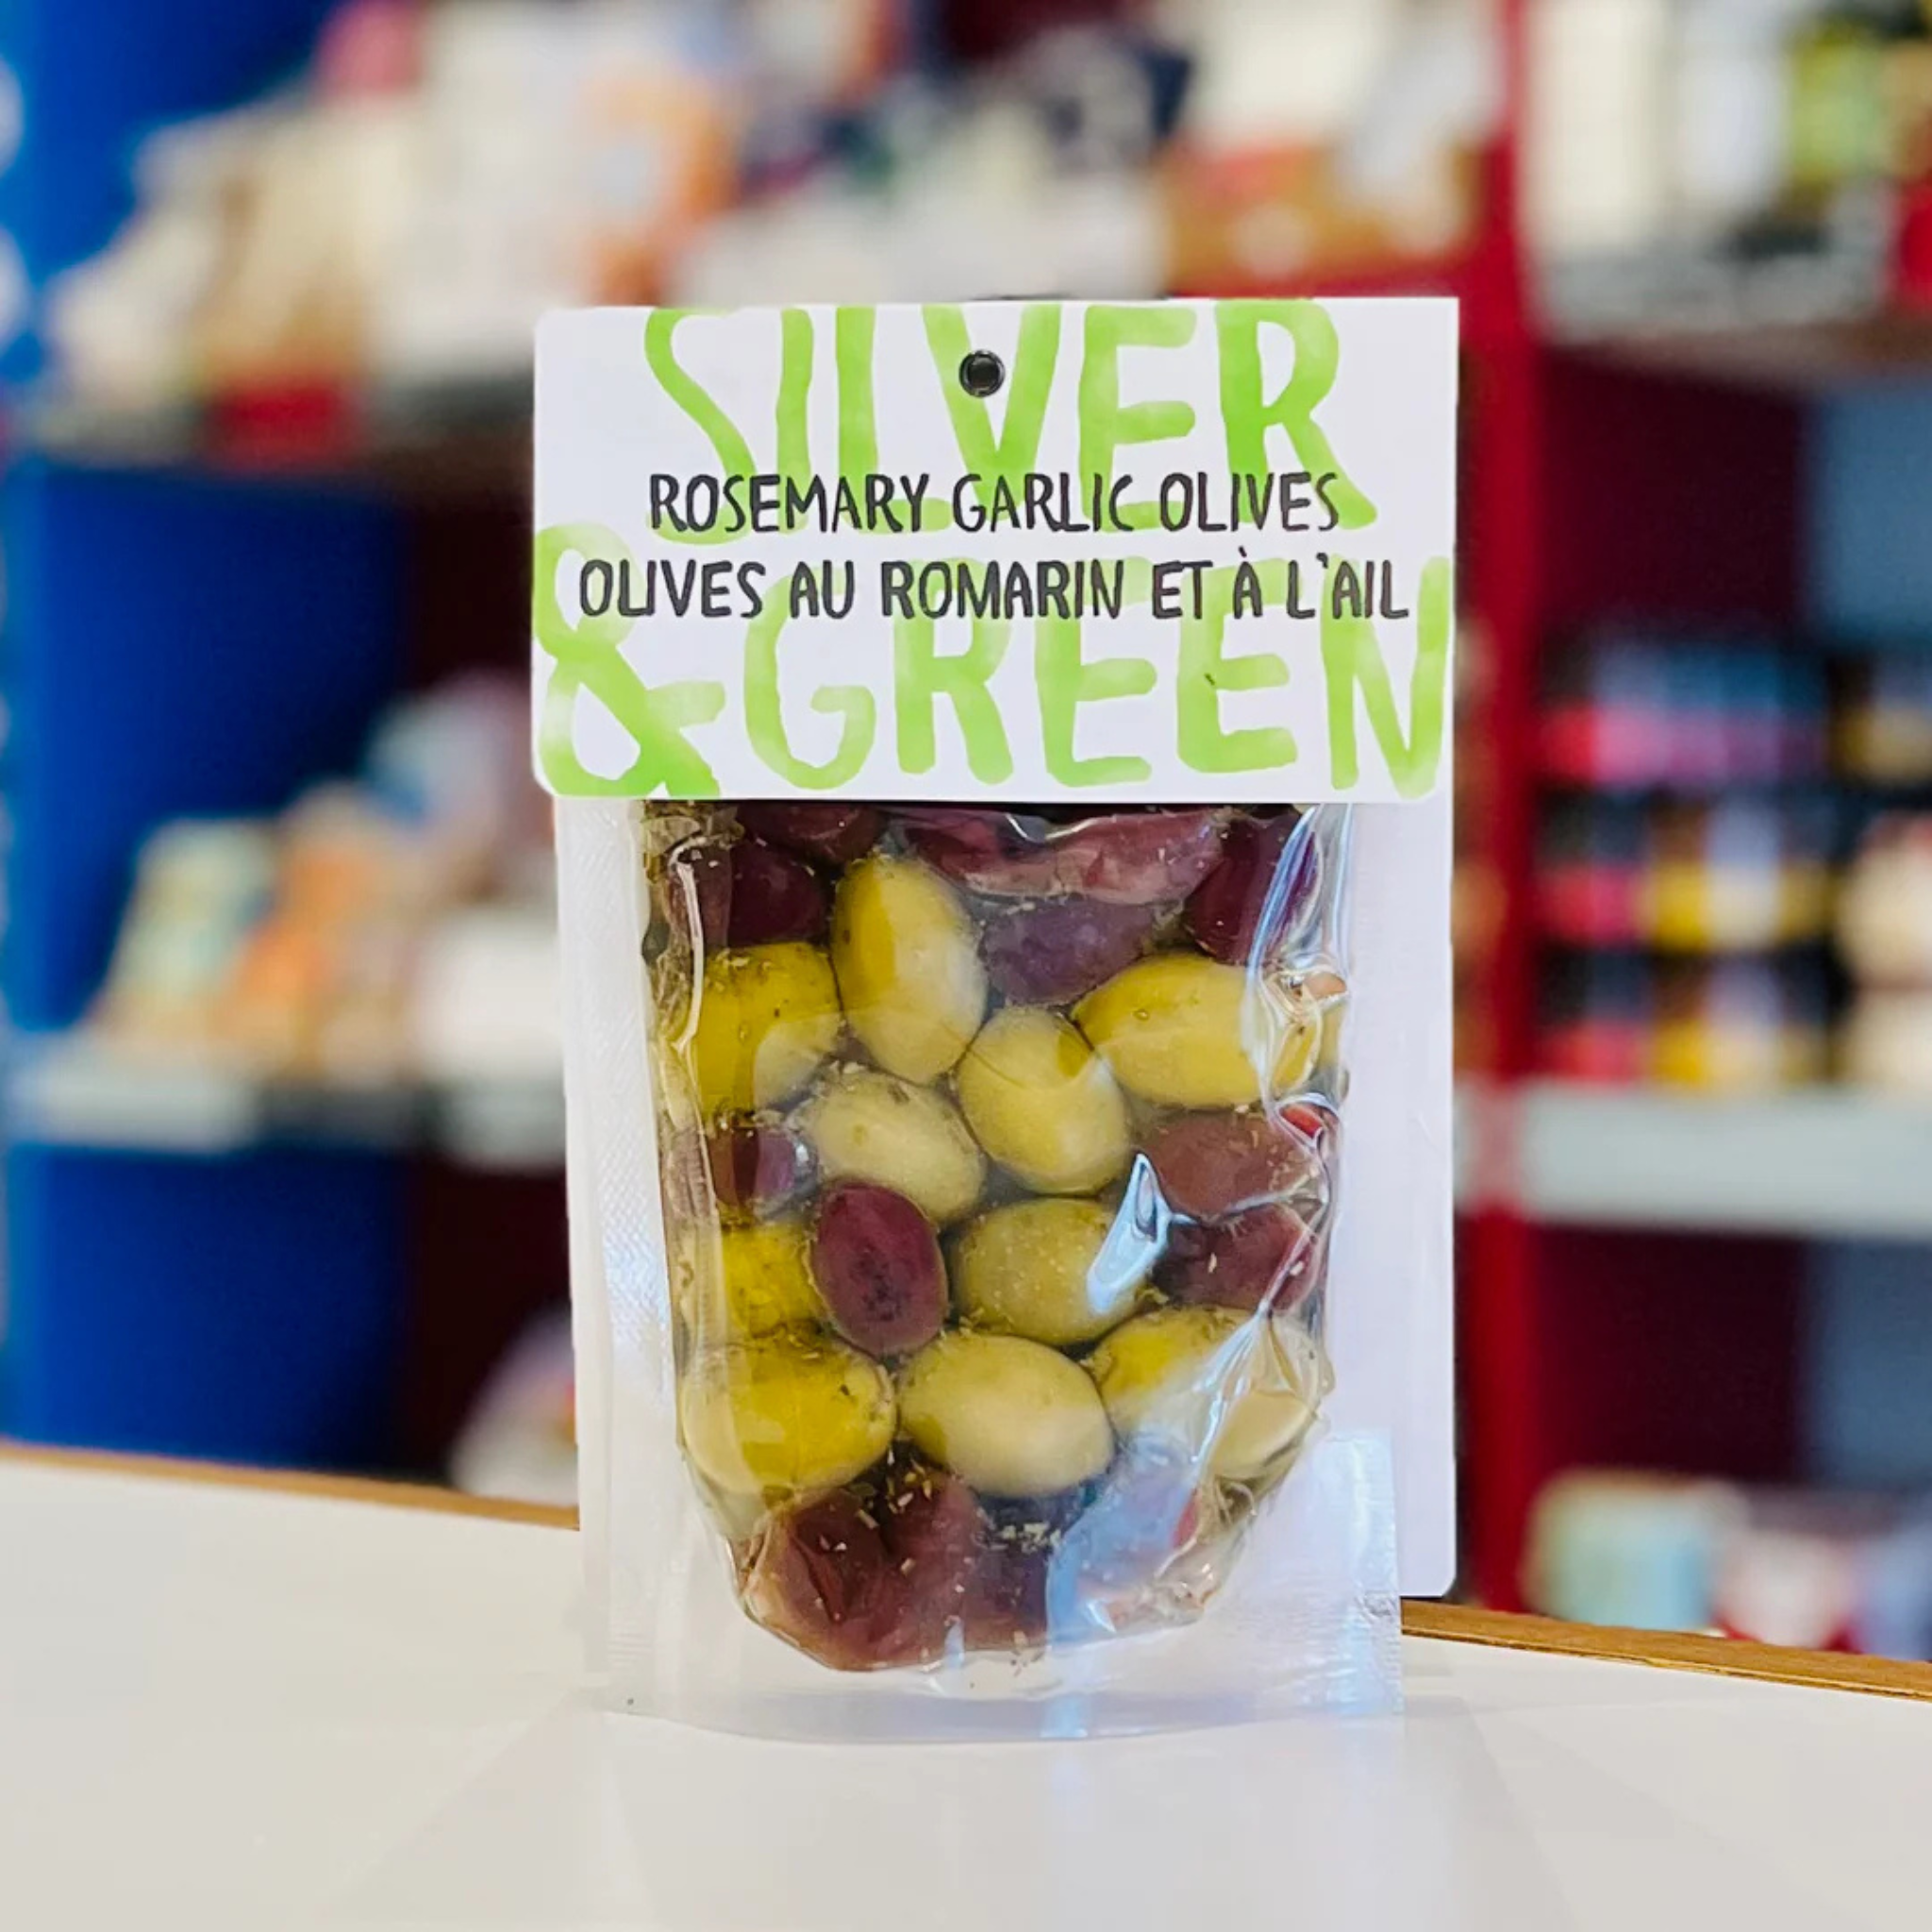 SILVER
ROSEMARY GARLIC OLIVES
OLIVES AU ROMARIN ET À L'AIL
& GREEN